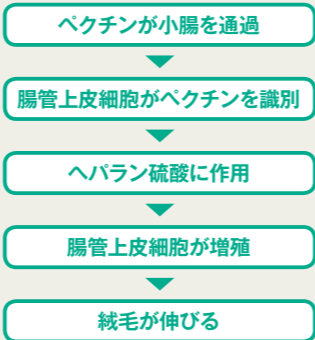 ペクチンが小腸を通過
腸管上皮細胞がペクチンを識別
ヘパラン硫酸に作用
腸管上皮細胞が増殖
絨毛が伸びる